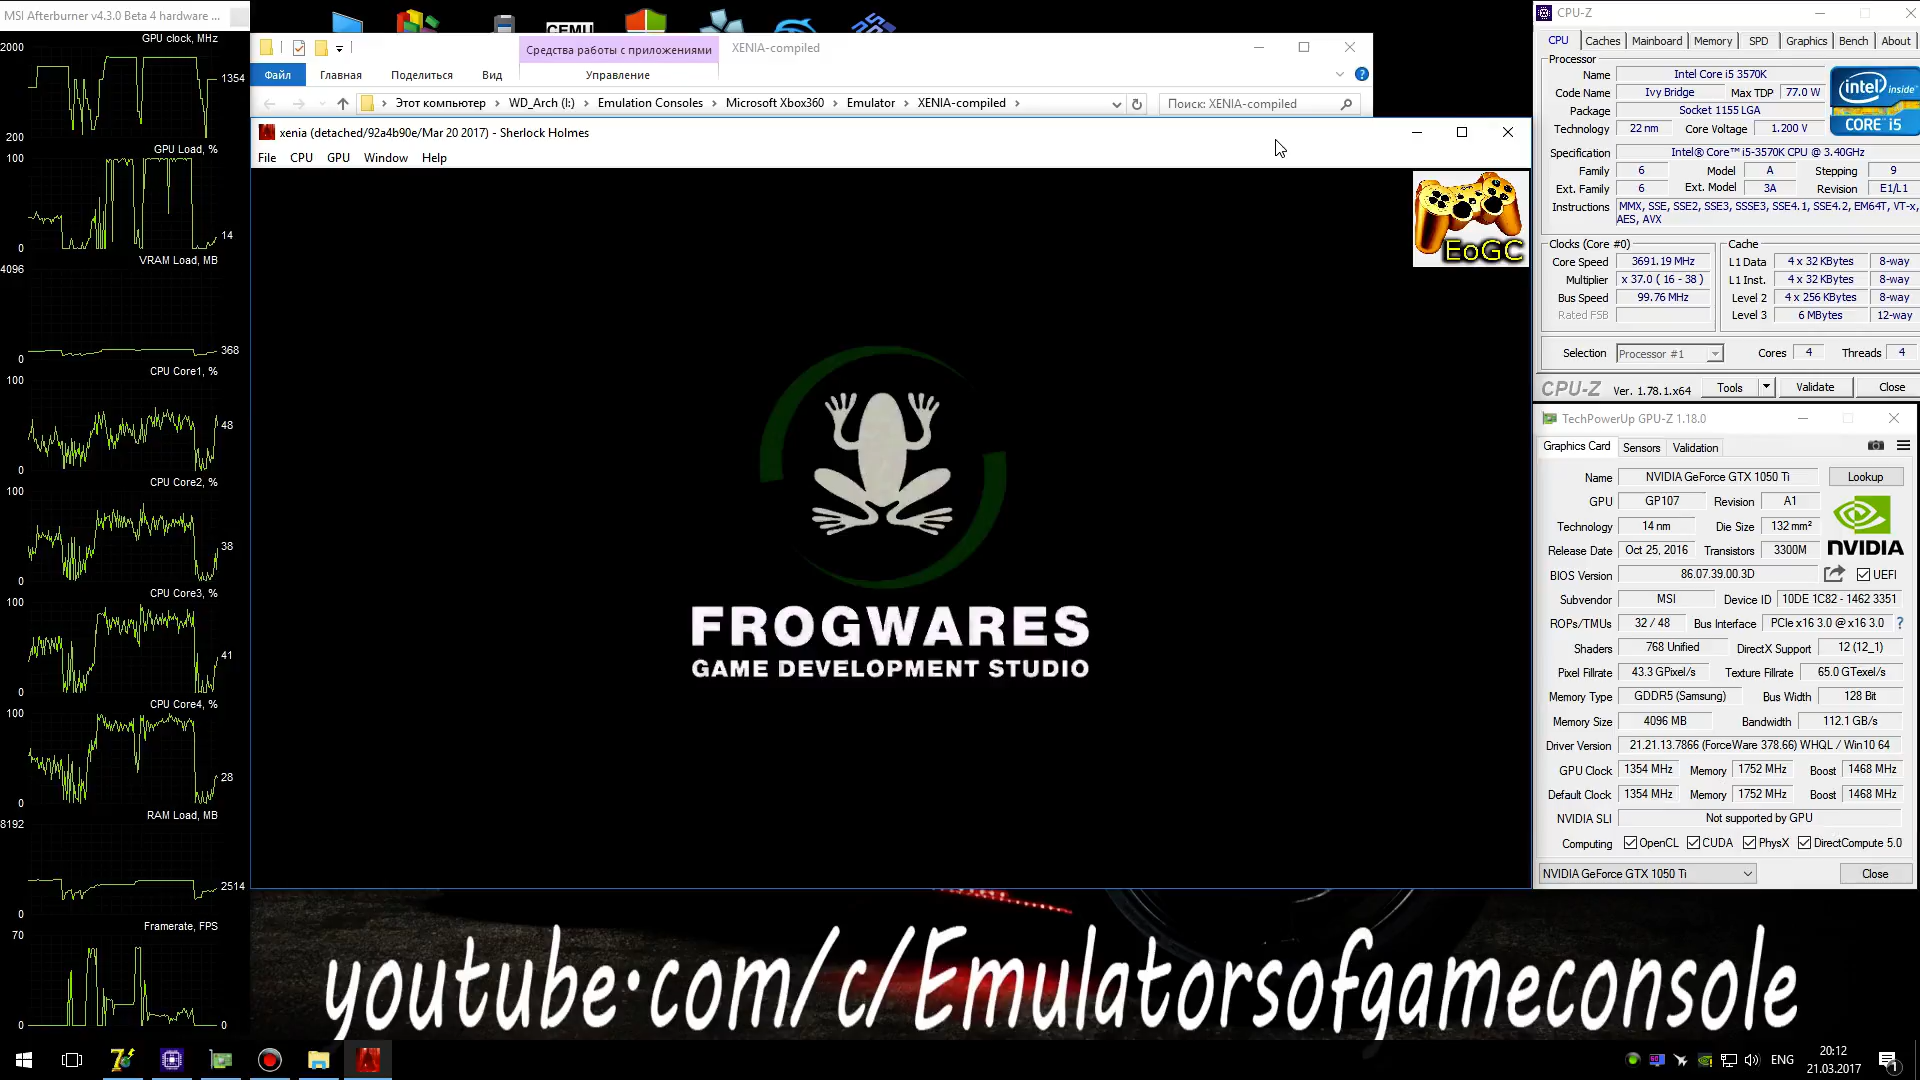 MSI Afterburner v4.3.0 Beta 4 hardware ...
GPU clock, MHz
2000
1354
200
GPU Load, %
100
14
0
VRAM Load, MB
4096
368
0
CPU Core1, %
100
48
0
CPU Core2, %
100
38
0
CPU Core3, %
100
41
0
CPU Core4, %
100
28
0
RAM Load, MB
8192
2514
0
Framerate, FPS
70
0
0
CEMU
Средства работы с приложениями
XENIA-compiled
Файл
Главная
Поделиться
Вид
Управление
Этот компьютер
WD_Arch (I:)
Emulation Consoles
Microsoft Xbox360
Emulator
XENIA-compiled
Поиск: XENIA-compiled
xenia (detached/92a4b90e/Mar 20 2017) - Sherlock Holmes
File CPU GPU Window Help
EoGC
FROGWARES
GAME DEVELOPMENT STUDIO
CPU-Z
CPU Caches Mainboard Memory SPD Graphics Bench About
Processor
Name Intel Core i5 3570K
Code Name Ivy Bridge Max TDP 77.0 W
Package Socket 1155 LGA
Technology 22 nm Core Voltage 1.200 V
intel inside
CORE i5
Specification Intel® Core™ i5-3570K CPU @ 3.40GHz
Family 6 Model A Stepping 9
Ext. Family 6 Ext. Model 3A Revision E1/L1
Instructions MMX, SSE, SSE2, SSE3, SSSE3, SSE4.1, SSE4.2, EM64T, VT-x,
AES, AVX
Clocks (Core #0)
Core Speed 3691.19 MHz
Multiplier x 37.0 ( 16 - 38 )
Bus Speed 99.76 MHz
Rated FSB
Cache
L1 Data 4 x 32 KBytes 8-way
L1 Inst. 4 x 32 KBytes 8-way
Level 2 4 x 256 KBytes 8-way
Level 3 6 MBytes 12-way
Selection Processor #1 Cores 4 Threads 4
CPU-Z Ver. 1.78.1.x64 Tools Validate Close
TechPowerUp GPU-Z 1.18.0
Graphics Card Sensors Validation
Name NVIDIA GeForce GTX 1050 Ti Lookup
GPU GP107 Revision A1
Technology 14 nm Die Size 132 mm²
Release Date Oct 25, 2016 Transistors 3300M
NVIDIA
BIOS Version 86.07.39.00.3D UEFI
Subvendor MSI Device ID 10DE 1C82 - 1462 3351
ROPs/TMUs 32 / 48 Bus Interface PCIe x16 3.0 @ x16 3.0 ?
Shaders 768 Unified DirectX Support 12 (12_1)
Pixel Fillrate 43.3 GPixel/s Texture Fillrate 65.0 GTexel/s
Memory Type GDDR5 (Samsung) Bus Width 128 Bit
Memory Size 4096 MB Bandwidth 112.1 GB/s
Driver Version 21.21.13.7866 (ForceWare 378.66) WHQL / Win10 64
GPU Clock 1354 MHz Memory 1752 MHz Boost 1468 MHz
Default Clock 1354 MHz Memory 1752 MHz Boost 1468 MHz
NVIDIA SLI Not supported by GPU
Computing OpenCL CUDA PhysX DirectCompute 5.0
NVIDIA GeForce GTX 1050 Ti Close
youtube.com/c/Emulatorsofgameconsole
ENG
20:12
21.03.2017
1